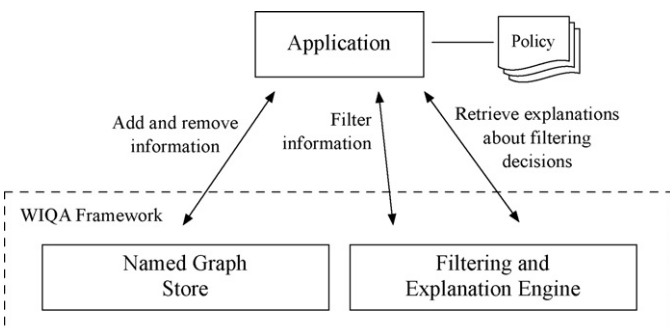 Application
Policy
Add and remove
information
Filter
information
Retrieve explanations
about filtering
decisions
WIQA Framework
Named Graph
Store
Filtering and
Explanation Engine